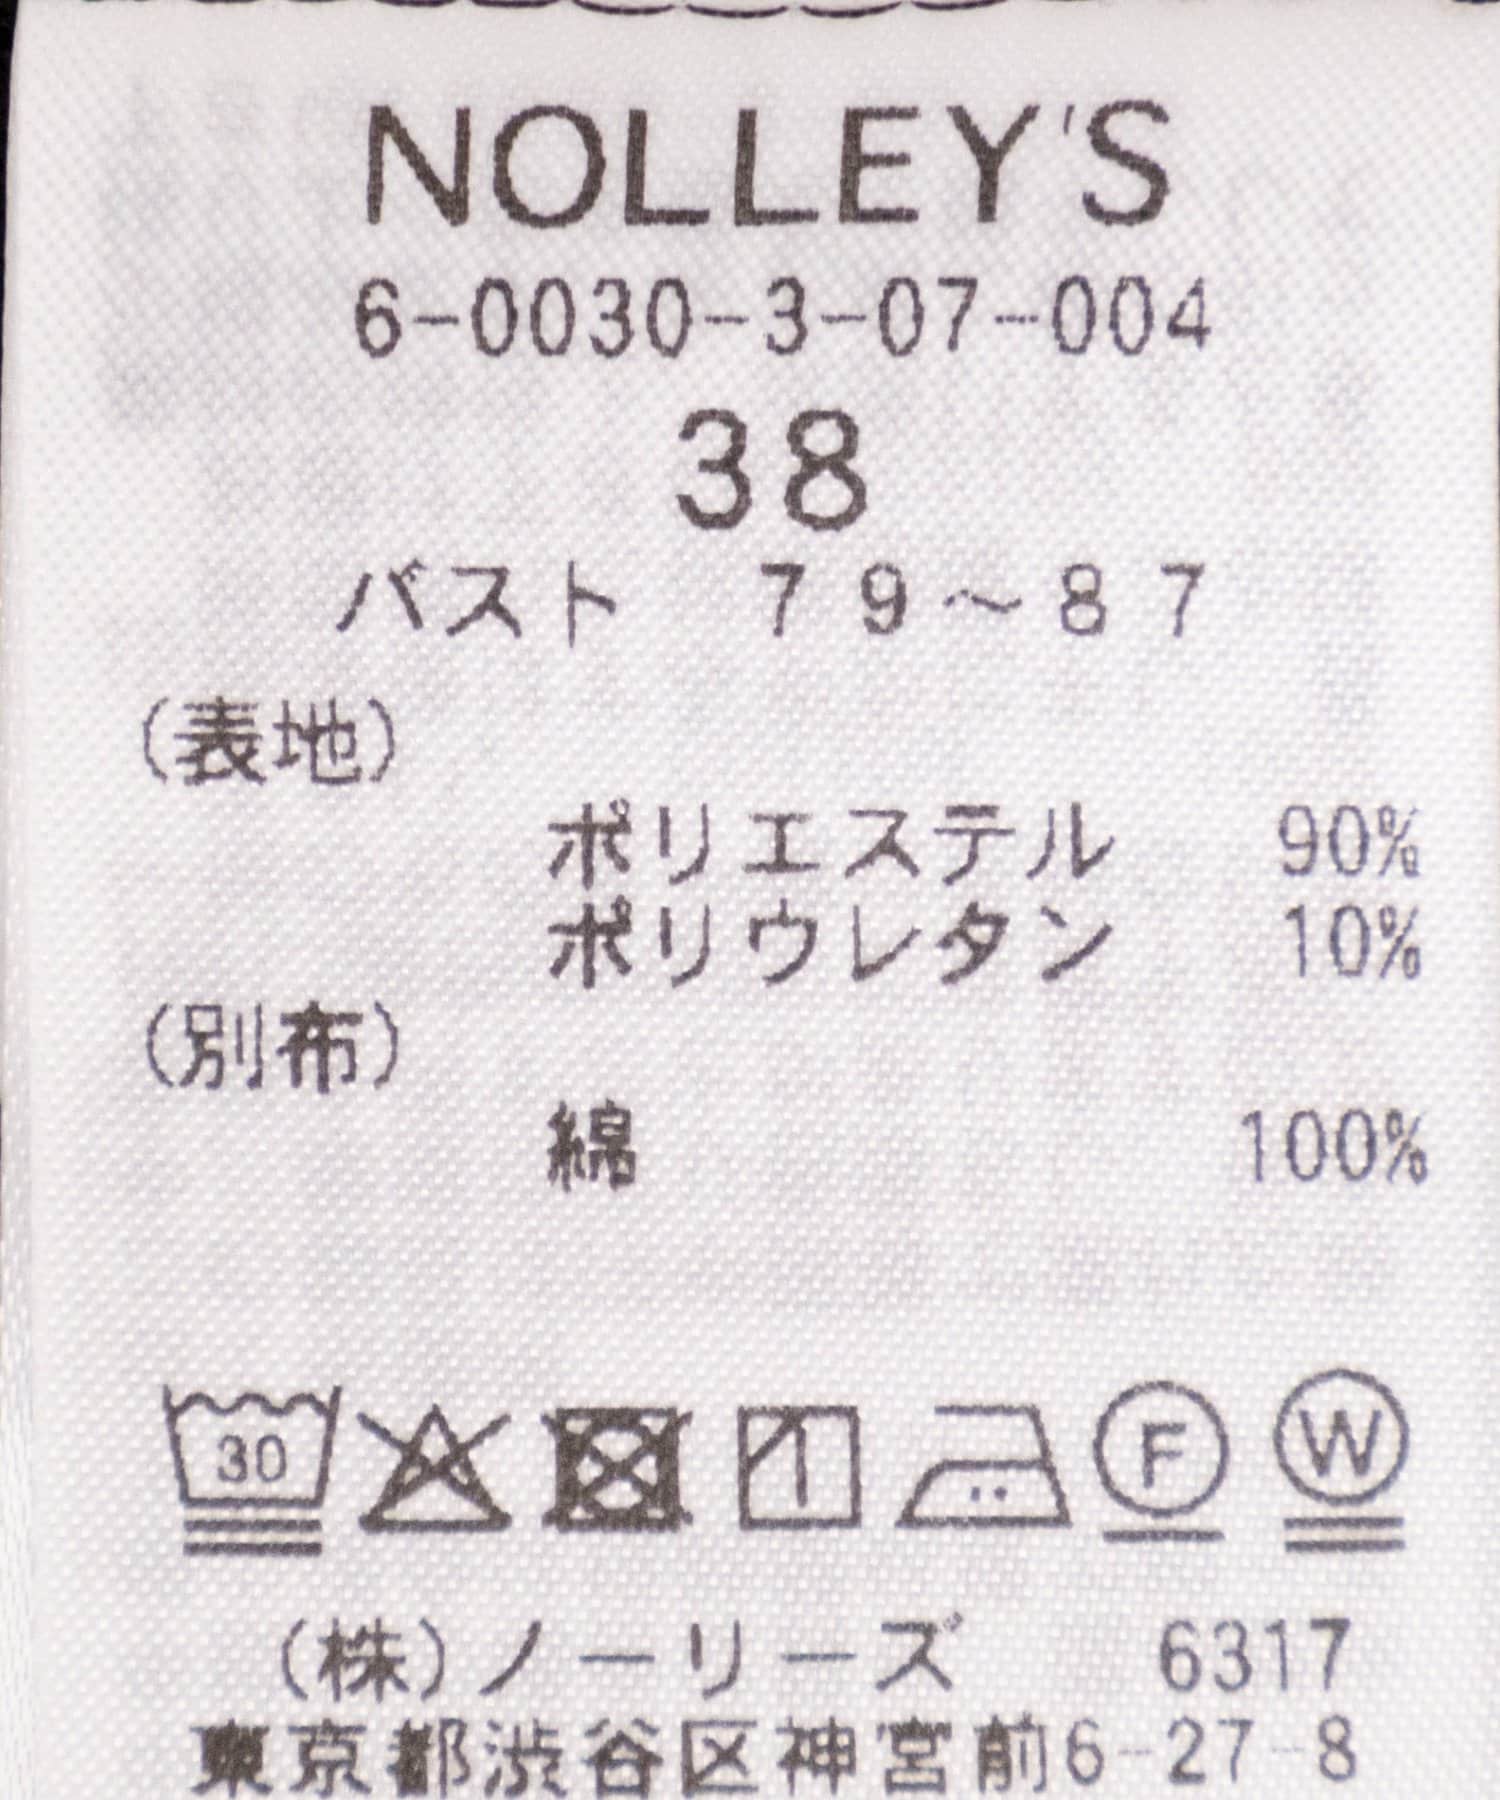 NOLLEY'S
6-0030-3-07-004
38
バスト 79～87
(表地)
ポリエステル 90%
ポリウレタン 10%
(別布)
綿 100%
30 F W
(株)ノーリーズ 6317
東京都渋谷区神宮前6-27-8